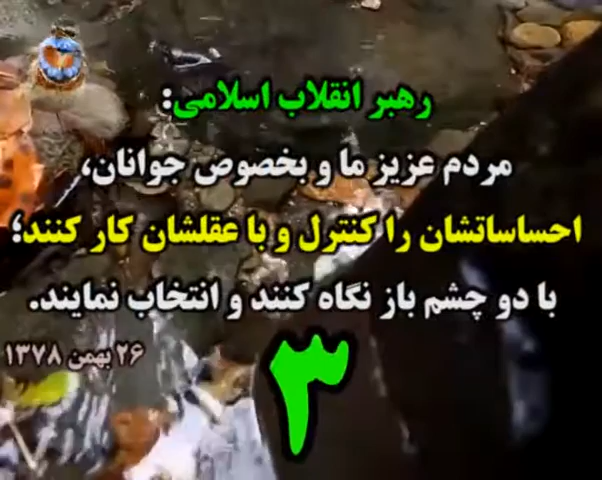 رهبر انقلاب اسلامی:
مردم عزیز ما و بخصوص جوانان،
احساساتشان را کنترل و با عقلشان کار کنند؛
با دو چشم باز نگاه کنند و انتخاب نمایند.
۲۶ بهمن ۱۳۷۸
۳